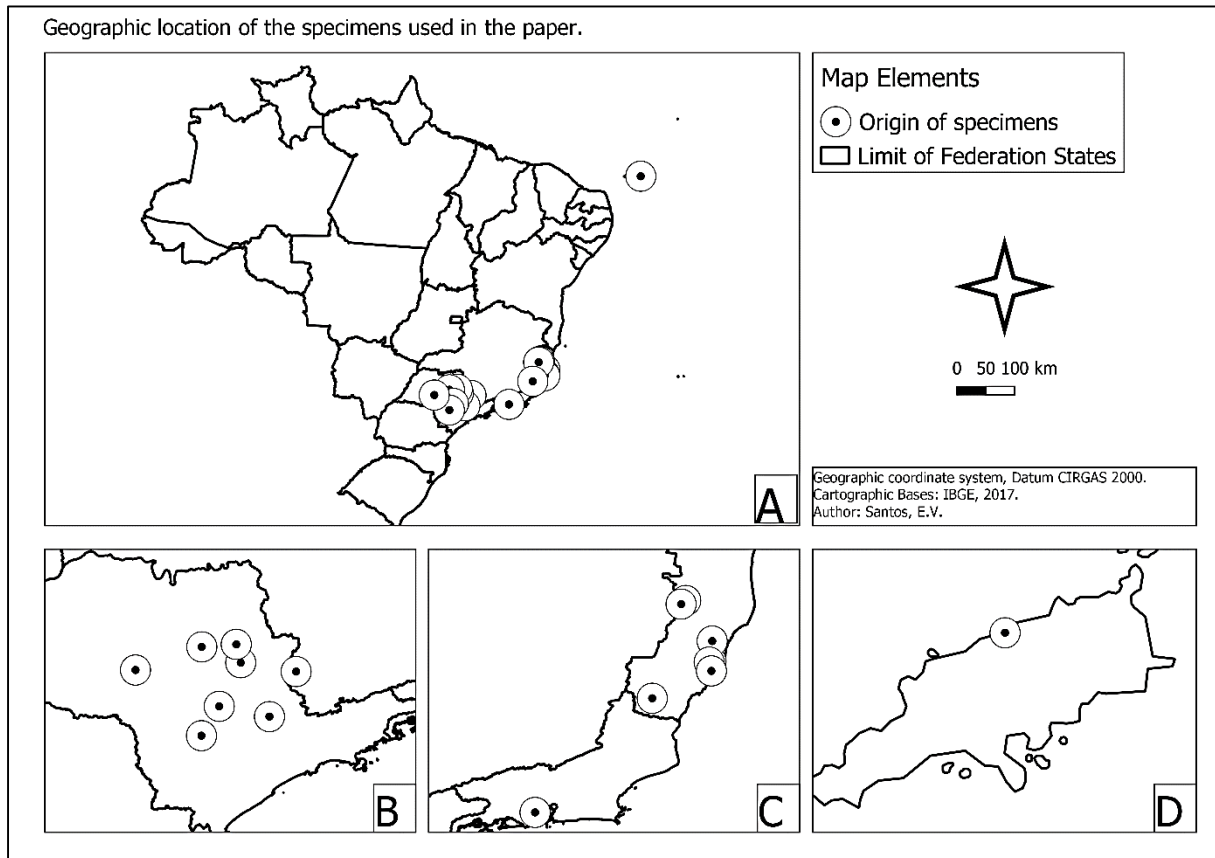 Geographic location of the specimens used in the paper.
Map Elements
Origin of specimens
Limit of Federation States
0 50 100 km
Geographic coordinate system, Datum CIRGAS 2000.
Cartographic Bases: IBGE, 2017.
Author: Santos, E.V.
A
B
C
D